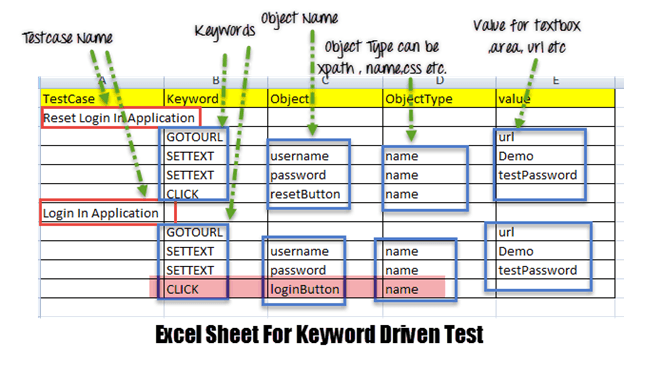 Testcase Name
Keywords
Object Name
Object Type can be
xpath , name,css etc.
Value for textbox
,area, url etc
A B C D E
TestCase Keyword Object ObjectType value
Reset Login In Application
GOTOURL url
SETTEXT username name Demo
SETTEXT password name testPassword
CLICK resetButton name
Login In Application
GOTOURL url
SETTEXT username name Demo
SETTEXT password name testPassword
CLICK loginButton name
Excel Sheet For Keyword Driven Test